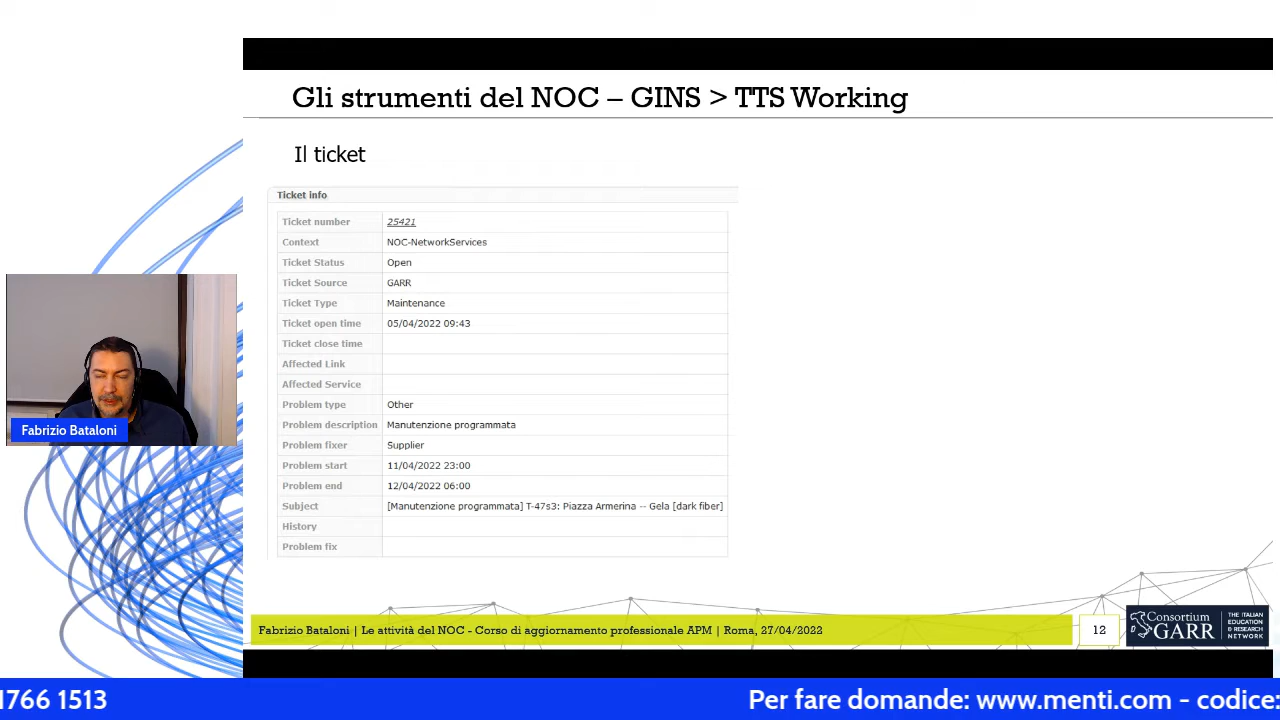 Gli strumenti del NOC – GINS > TTS Working
Il ticket
Ticket info
Ticket number 25421
Context NOC-NetworkServices
Ticket Status Open
Ticket Source GARR
Ticket Type Maintenance
Ticket open time 05/04/2022 09:43
Ticket close time
Affected Link
Affected Service
Problem type Other
Problem description Manutenzione programmata
Problem fixer Supplier
Problem start 11/04/2022 23:00
Problem end 12/04/2022 06:00
Subject [Manutenzione programmata] T-47s3: Piazza Armerina -- Gela [dark fiber]
History
Problem fix
Fabrizio Bataloni
Fabrizio Bataloni | Le attività del NOC - Corso di aggiornamento professionale APM | Roma, 27/04/2022
12
Consortium
GARR
THE ITALIAN
EDUCATION
& RESEARCH
NETWORK
1766 1513
Per fare domande: www.menti.com - codice: